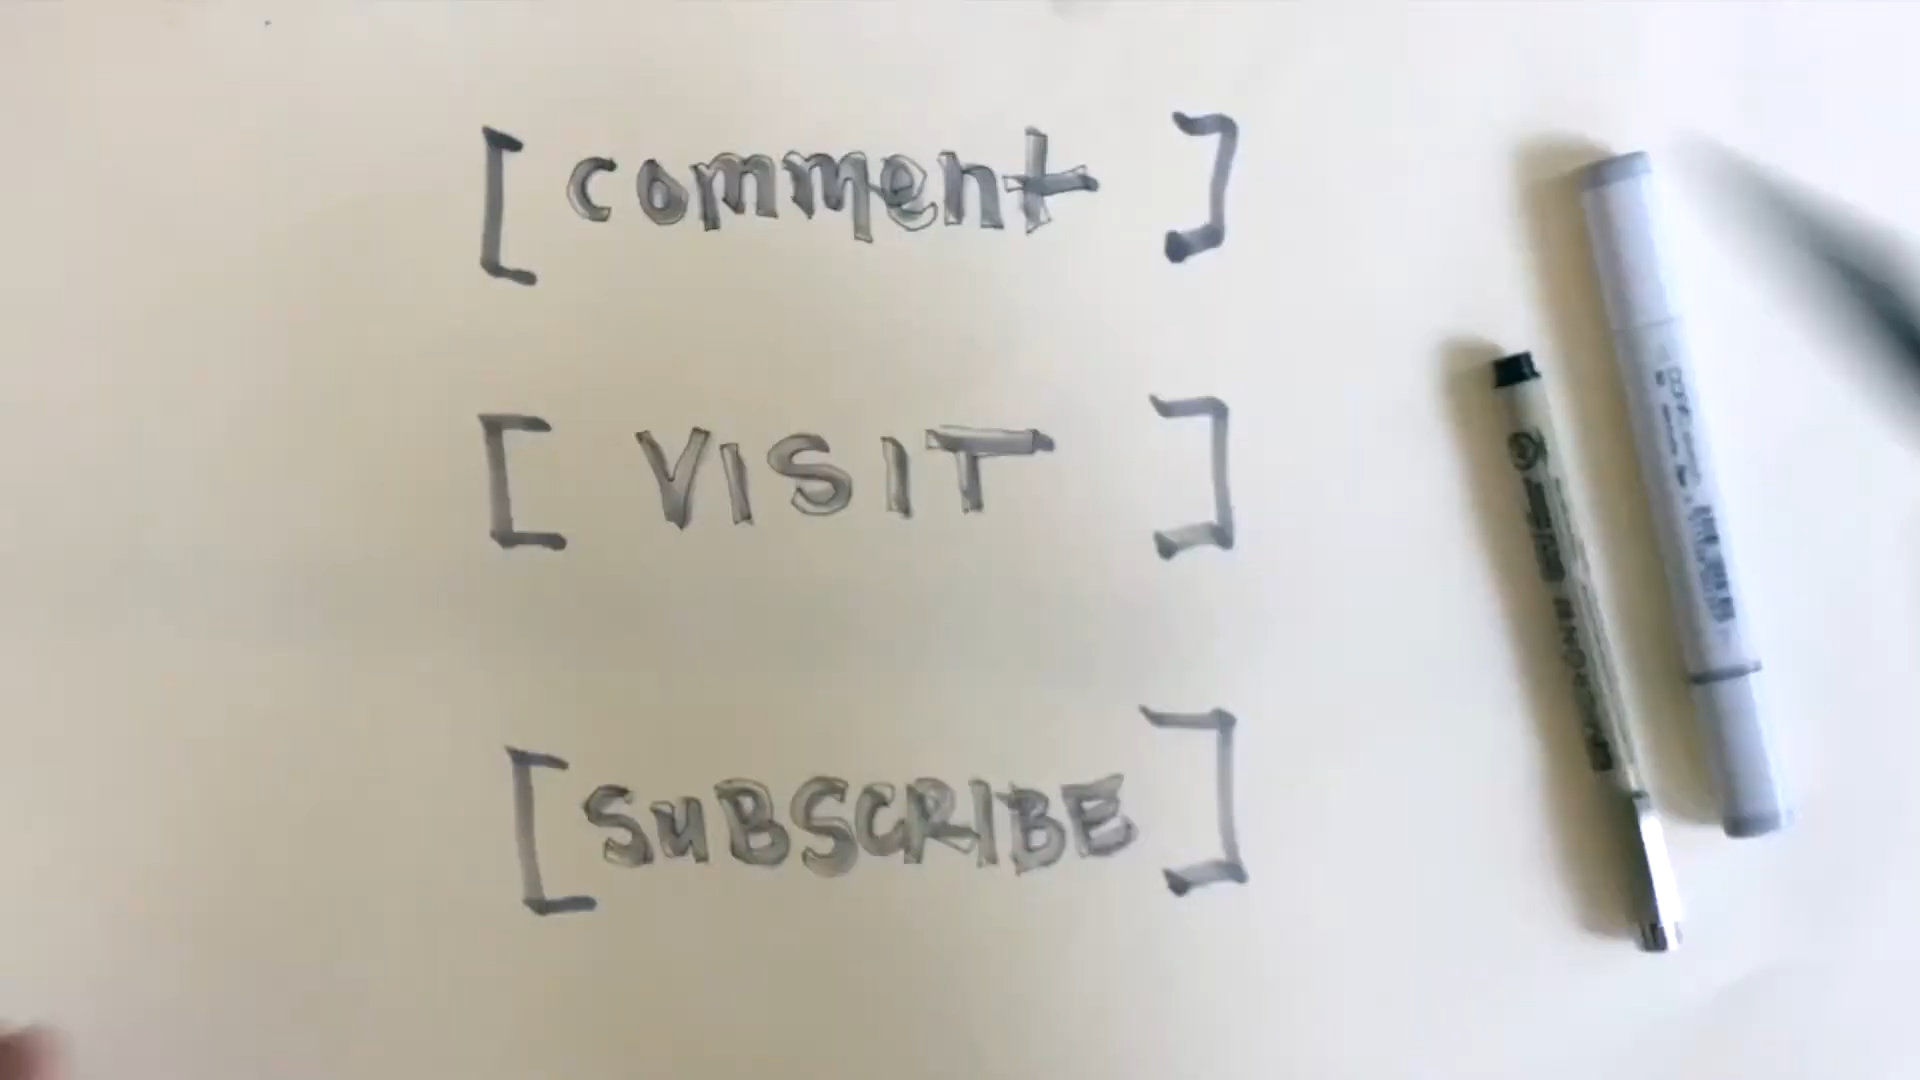 [ comment ]
[ VISIT ]
[ SUBSCRIBE ]